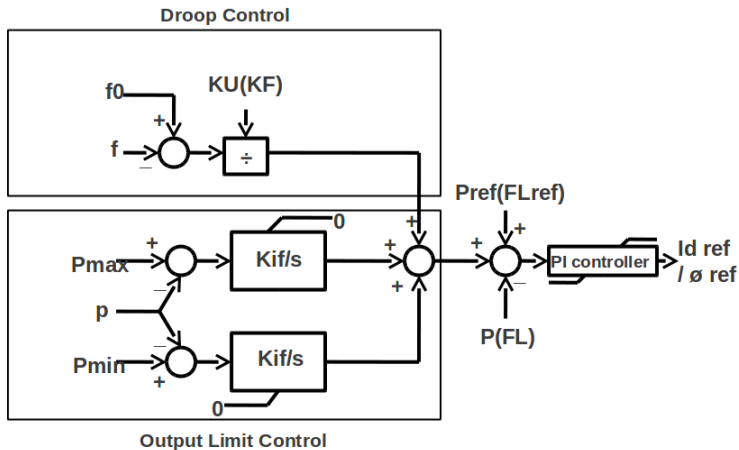 Droop Control
f0
KU(KF)
+
f
_
÷
Pref(FLref)
+
0
+
+
Pmax
_
Kif/s
+
+
+
_
PI controller
Id ref
/ ø ref
p
P(FL)
_
Pmin
+
Kif/s
0
Output Limit Control